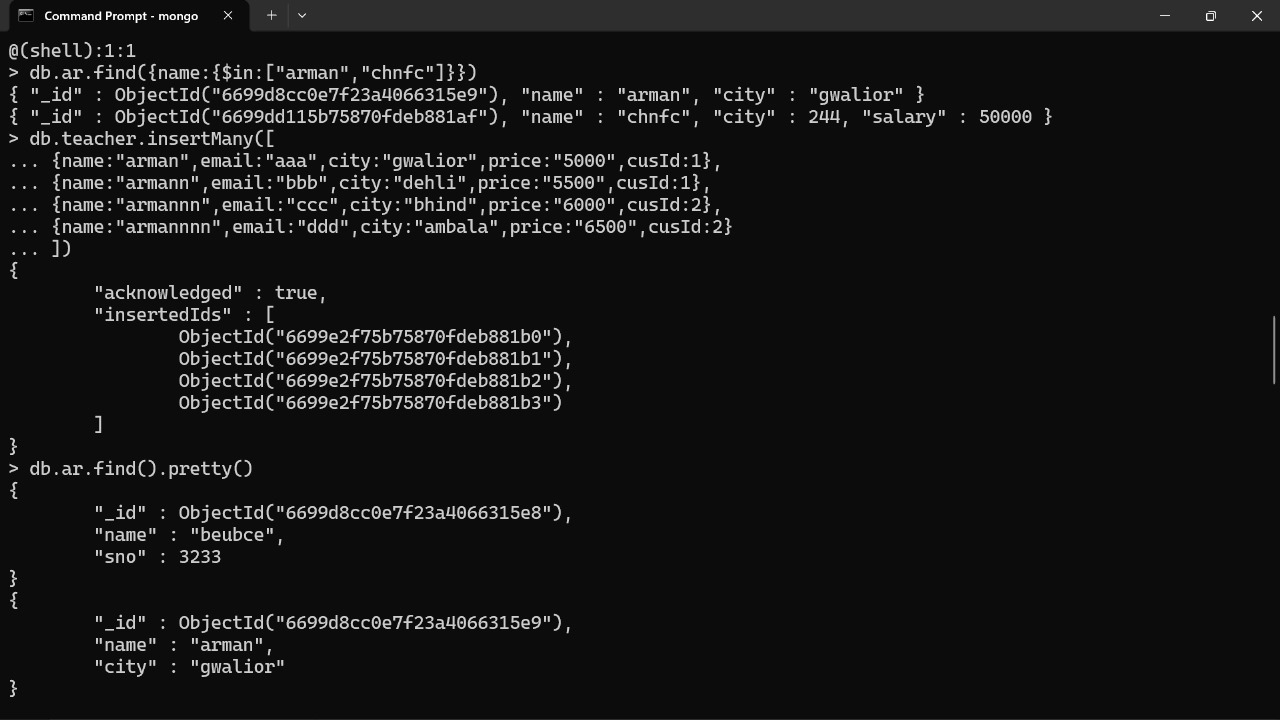 Command Prompt - mongo
@(shell):1:1
> db.ar.find({name:{$in:["arman","chnfc"]}})
{ "_id" : ObjectId("6699d8cc0e7f23a4066315e9"), "name" : "arman", "city" : "gwalior" }
{ "_id" : ObjectId("6699dd115b75870fdeb881af"), "name" : "chnfc", "city" : 244, "salary" : 50000 }
> db.teacher.insertMany([
... {name:"arman",email:"aaa",city:"gwalior",price:"5000",cusId:1},
... {name:"armann",email:"bbb",city:"dehli",price:"5500",cusId:1},
... {name:"armannn",email:"ccc",city:"bhind",price:"6000",cusId:2},
... {name:"armannnn",email:"ddd",city:"ambala",price:"6500",cusId:2}
... ])
{
        "acknowledged" : true,
        "insertedIds" : [
                ObjectId("6699e2f75b75870fdeb881b0"),
                ObjectId("6699e2f75b75870fdeb881b1"),
                ObjectId("6699e2f75b75870fdeb881b2"),
                ObjectId("6699e2f75b75870fdeb881b3")
        ]
}
> db.ar.find().pretty()
{
        "_id" : ObjectId("6699d8cc0e7f23a4066315e8"),
        "name" : "beubce",
        "sno" : 3233
}
{
        "_id" : ObjectId("6699d8cc0e7f23a4066315e9"),
        "name" : "arman",
        "city" : "gwalior"
}